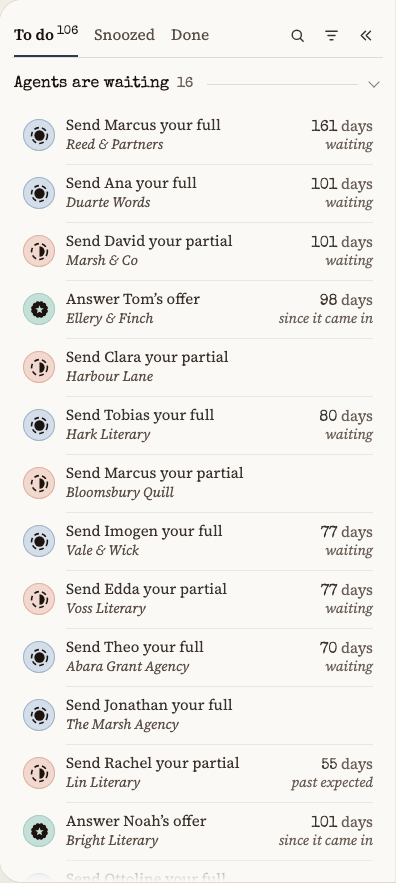 To do 106 Snoozed Done
Agents are waiting 16
Send Marcus your full 161 days
Reed & Partners waiting
Send Ana your full 101 days
Duarte Words waiting
Send David your partial 101 days
Marsh & Co waiting
Answer Tom's offer 98 days
Ellery & Finch since it came in
Send Clara your partial
Harbour Lane
Send Tobias your full 80 days
Hark Literary waiting
Send Marcus your partial
Bloomsbury Quill
Send Imogen your full 77 days
Vale & Wick waiting
Send Edda your partial 77 days
Voss Literary waiting
Send Theo your full 70 days
Abara Grant Agency waiting
Send Jonathan your full
The Marsh Agency
Send Rachel your partial 55 days
Lin Literary past expected
Answer Noah's offer 101 days
Bright Literary since it came in
Send Ottoline your full